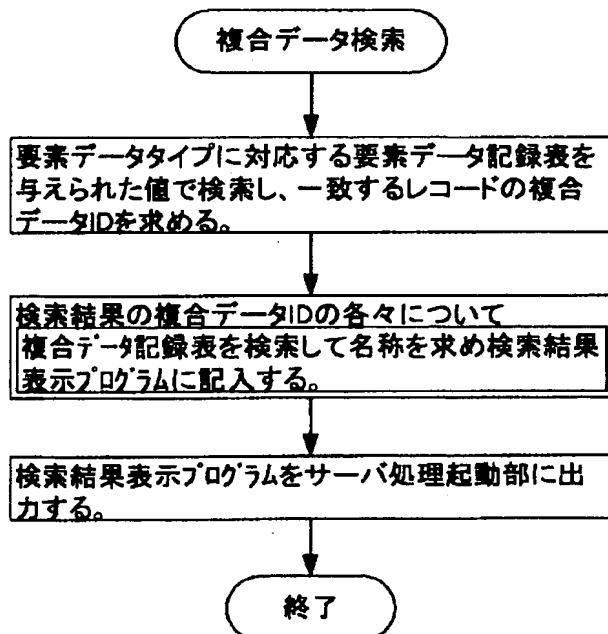 複合データ検索
要素データタイプに対応する要素データ記録表を
与えられた値で検索し、一致するレコードの複合
データIDを求める。
検索結果の複合データIDの各々について
複合データ記録表を検索して名称を求め検索結果
表示プログラムに記入する。
検索結果表示プログラムをサーバ処理起動部に出
力する。
終了